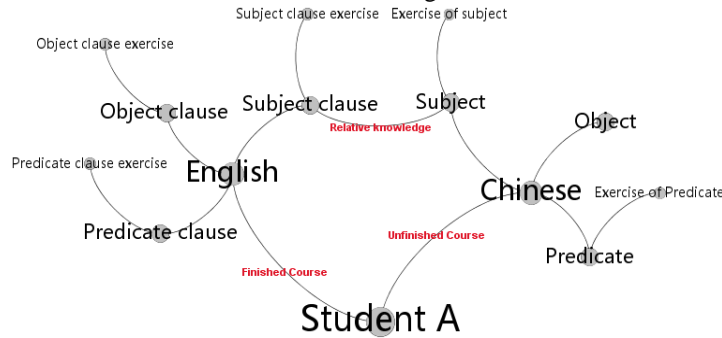 Subject clause exercise
Exercise of subject
Object clause exercise
Object clause
Subject clause
Subject
Relative knowledge
Object
Predicate clause exercise
English
Chinese
Exercise of Predicate
Predicate clause
Unfinished Course
Predicate
Finished Course
Student A